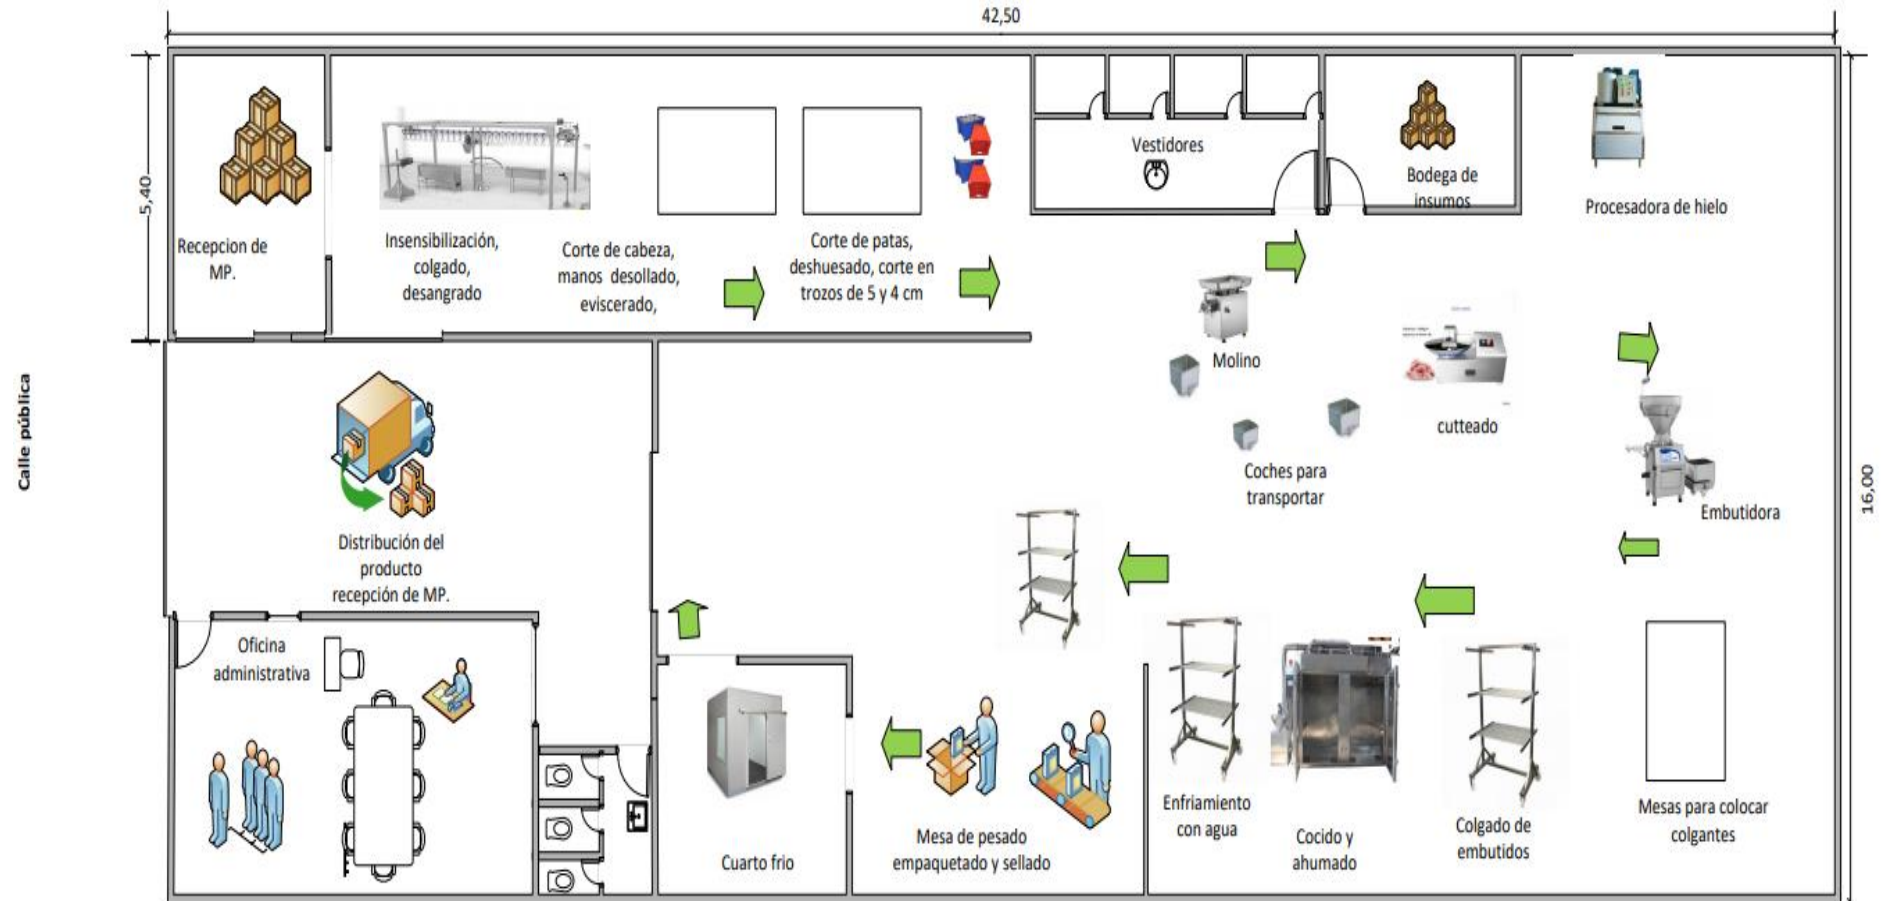 42,50
5,40
Calle pública
16,00
Recepcion de
MP.
Insensibilización,
colgado,
desangrado
Corte de cabeza,
manos desollado,
eviscerado,
Corte de patas,
deshuesado, corte en
trozos de 5 y 4 cm
Vestidores
Bodega de
insumos
Procesadora de hielo
Molino
cutteado
Coches para
transportar
Embutidora
Distribución del
producto
recepción de MP.
Oficina
administrativa
Cuarto frio
Mesa de pesado
empaquetado y sellado
Enfriamiento
con agua
Cocido y
ahumado
Colgado de
embutidos
Mesas para colocar
colgantes